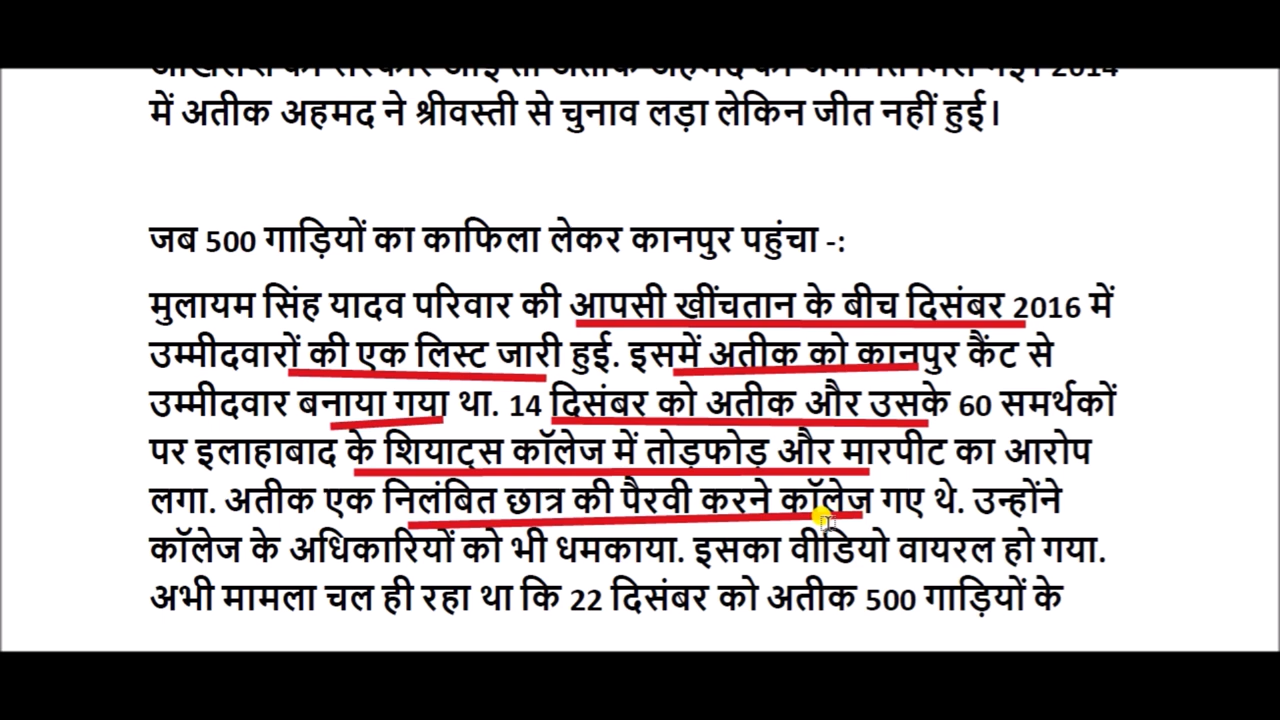 में अतीक अहमद ने श्रीवस्ती से चुनाव लड़ा लेकिन जीत नहीं हुई।
जब 500 गाड़ियों का काफिला लेकर कानपुर पहुंचा -:
मुलायम सिंह यादव परिवार की आपसी खींचतान के बीच दिसंबर 2016 में
उम्मीदवारों की एक लिस्ट जारी हुई. इसमें अतीक को कानपुर कैंट से
उम्मीदवार बनाया गया था. 14 दिसंबर को अतीक और उसके 60 समर्थकों
पर इलाहाबाद के शियाट्स कॉलेज में तोड़फोड़ और मारपीट का आरोप
लगा. अतीक एक निलंबित छात्र की पैरवी करने कॉलेज गए थे. उन्होंने
कॉलेज के अधिकारियों को भी धमकाया. इसका वीडियो वायरल हो गया.
अभी मामला चल ही रहा था कि 22 दिसंबर को अतीक 500 गाड़ियों के